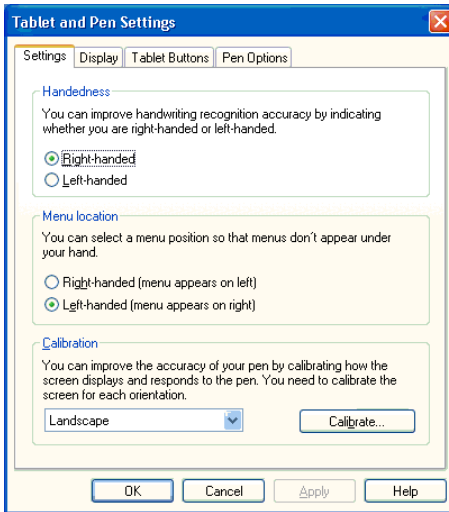 Tablet and Pen Settings
Settings Display Tablet Buttons Pen Options
Handedness
You can improve handwriting recognition accuracy by indicating
whether you are right-handed or left-handed.
Right-handed
Left-handed
Menu location
You can select a menu position so that menus don´t appear under
your hand.
Right-handed (menu appears on left)
Left-handed (menu appears on right)
Calibration
You can improve the accuracy of your pen by calibrating how the
screen displays and responds to the pen. You need to calibrate the
screen for each orientation.
Landscape Calibrate...
OK Cancel Apply Help